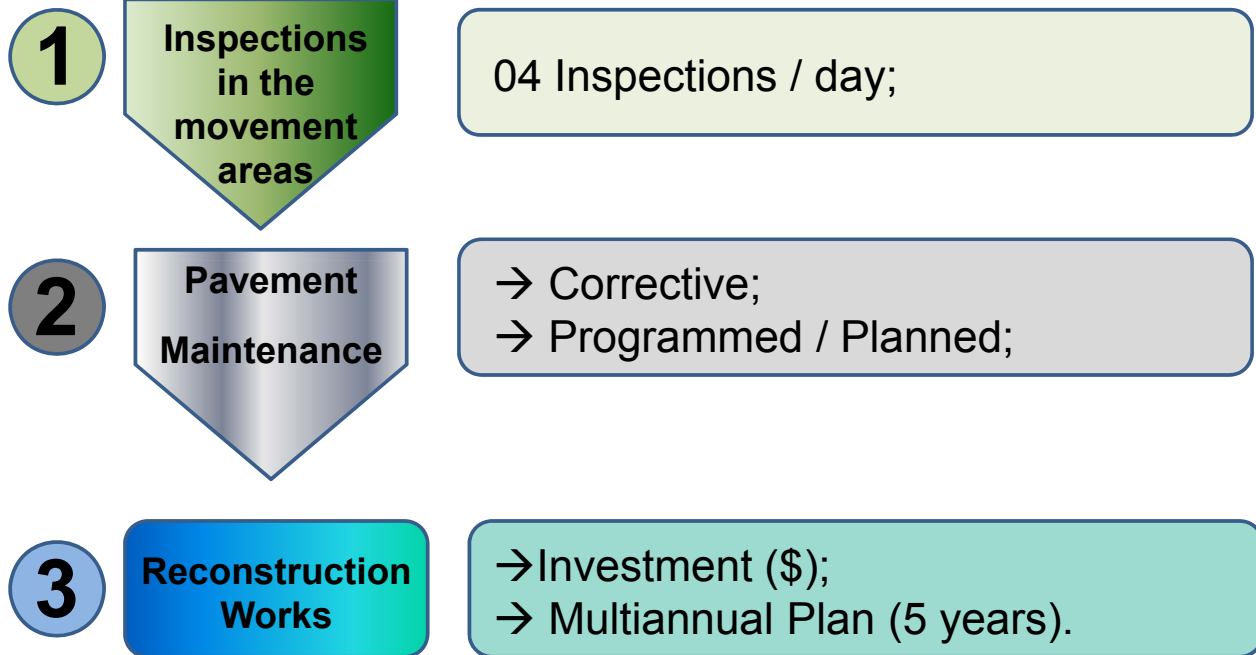 1
Inspections
in the
movement
areas
04 Inspections / day;
2
Pavement
Maintenance
→ Corrective;
→ Programmed / Planned;
3
Reconstruction
Works
→Investment ($);
→ Multiannual Plan (5 years).